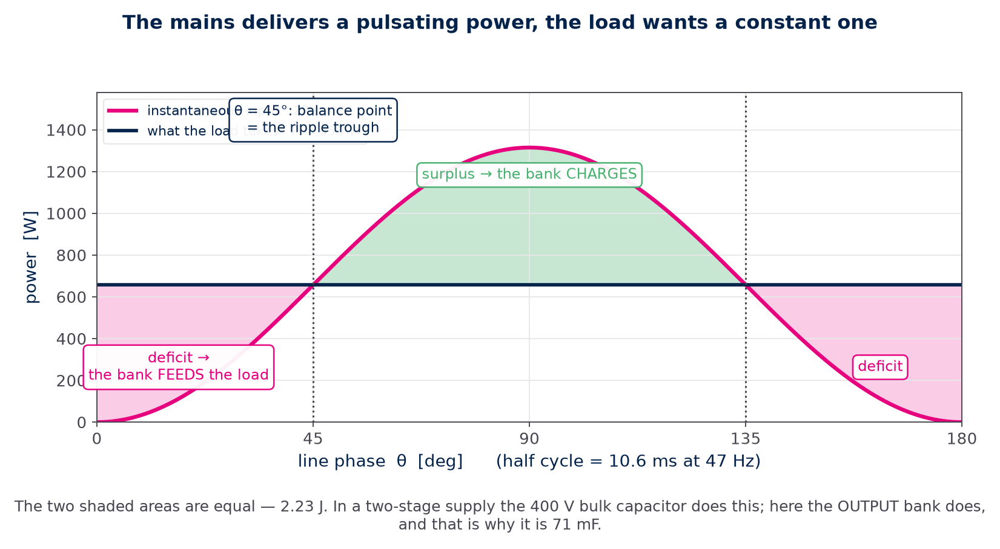 The mains delivers a pulsating power, the load wants a constant one
instantaneou
what the load
θ = 45°: balance point
= the ripple trough
surplus → the bank CHARGES
deficit →
the bank FEEDS the load
deficit
power [W]
1400
1200
1000
800
600
400
200
0
0 45 90 135 180
line phase θ [deg] (half cycle = 10.6 ms at 47 Hz)
The two shaded areas are equal — 2.23 J. In a two-stage supply the 400 V bulk capacitor does this; here the OUTPUT bank does,
and that is why it is 71 mF.